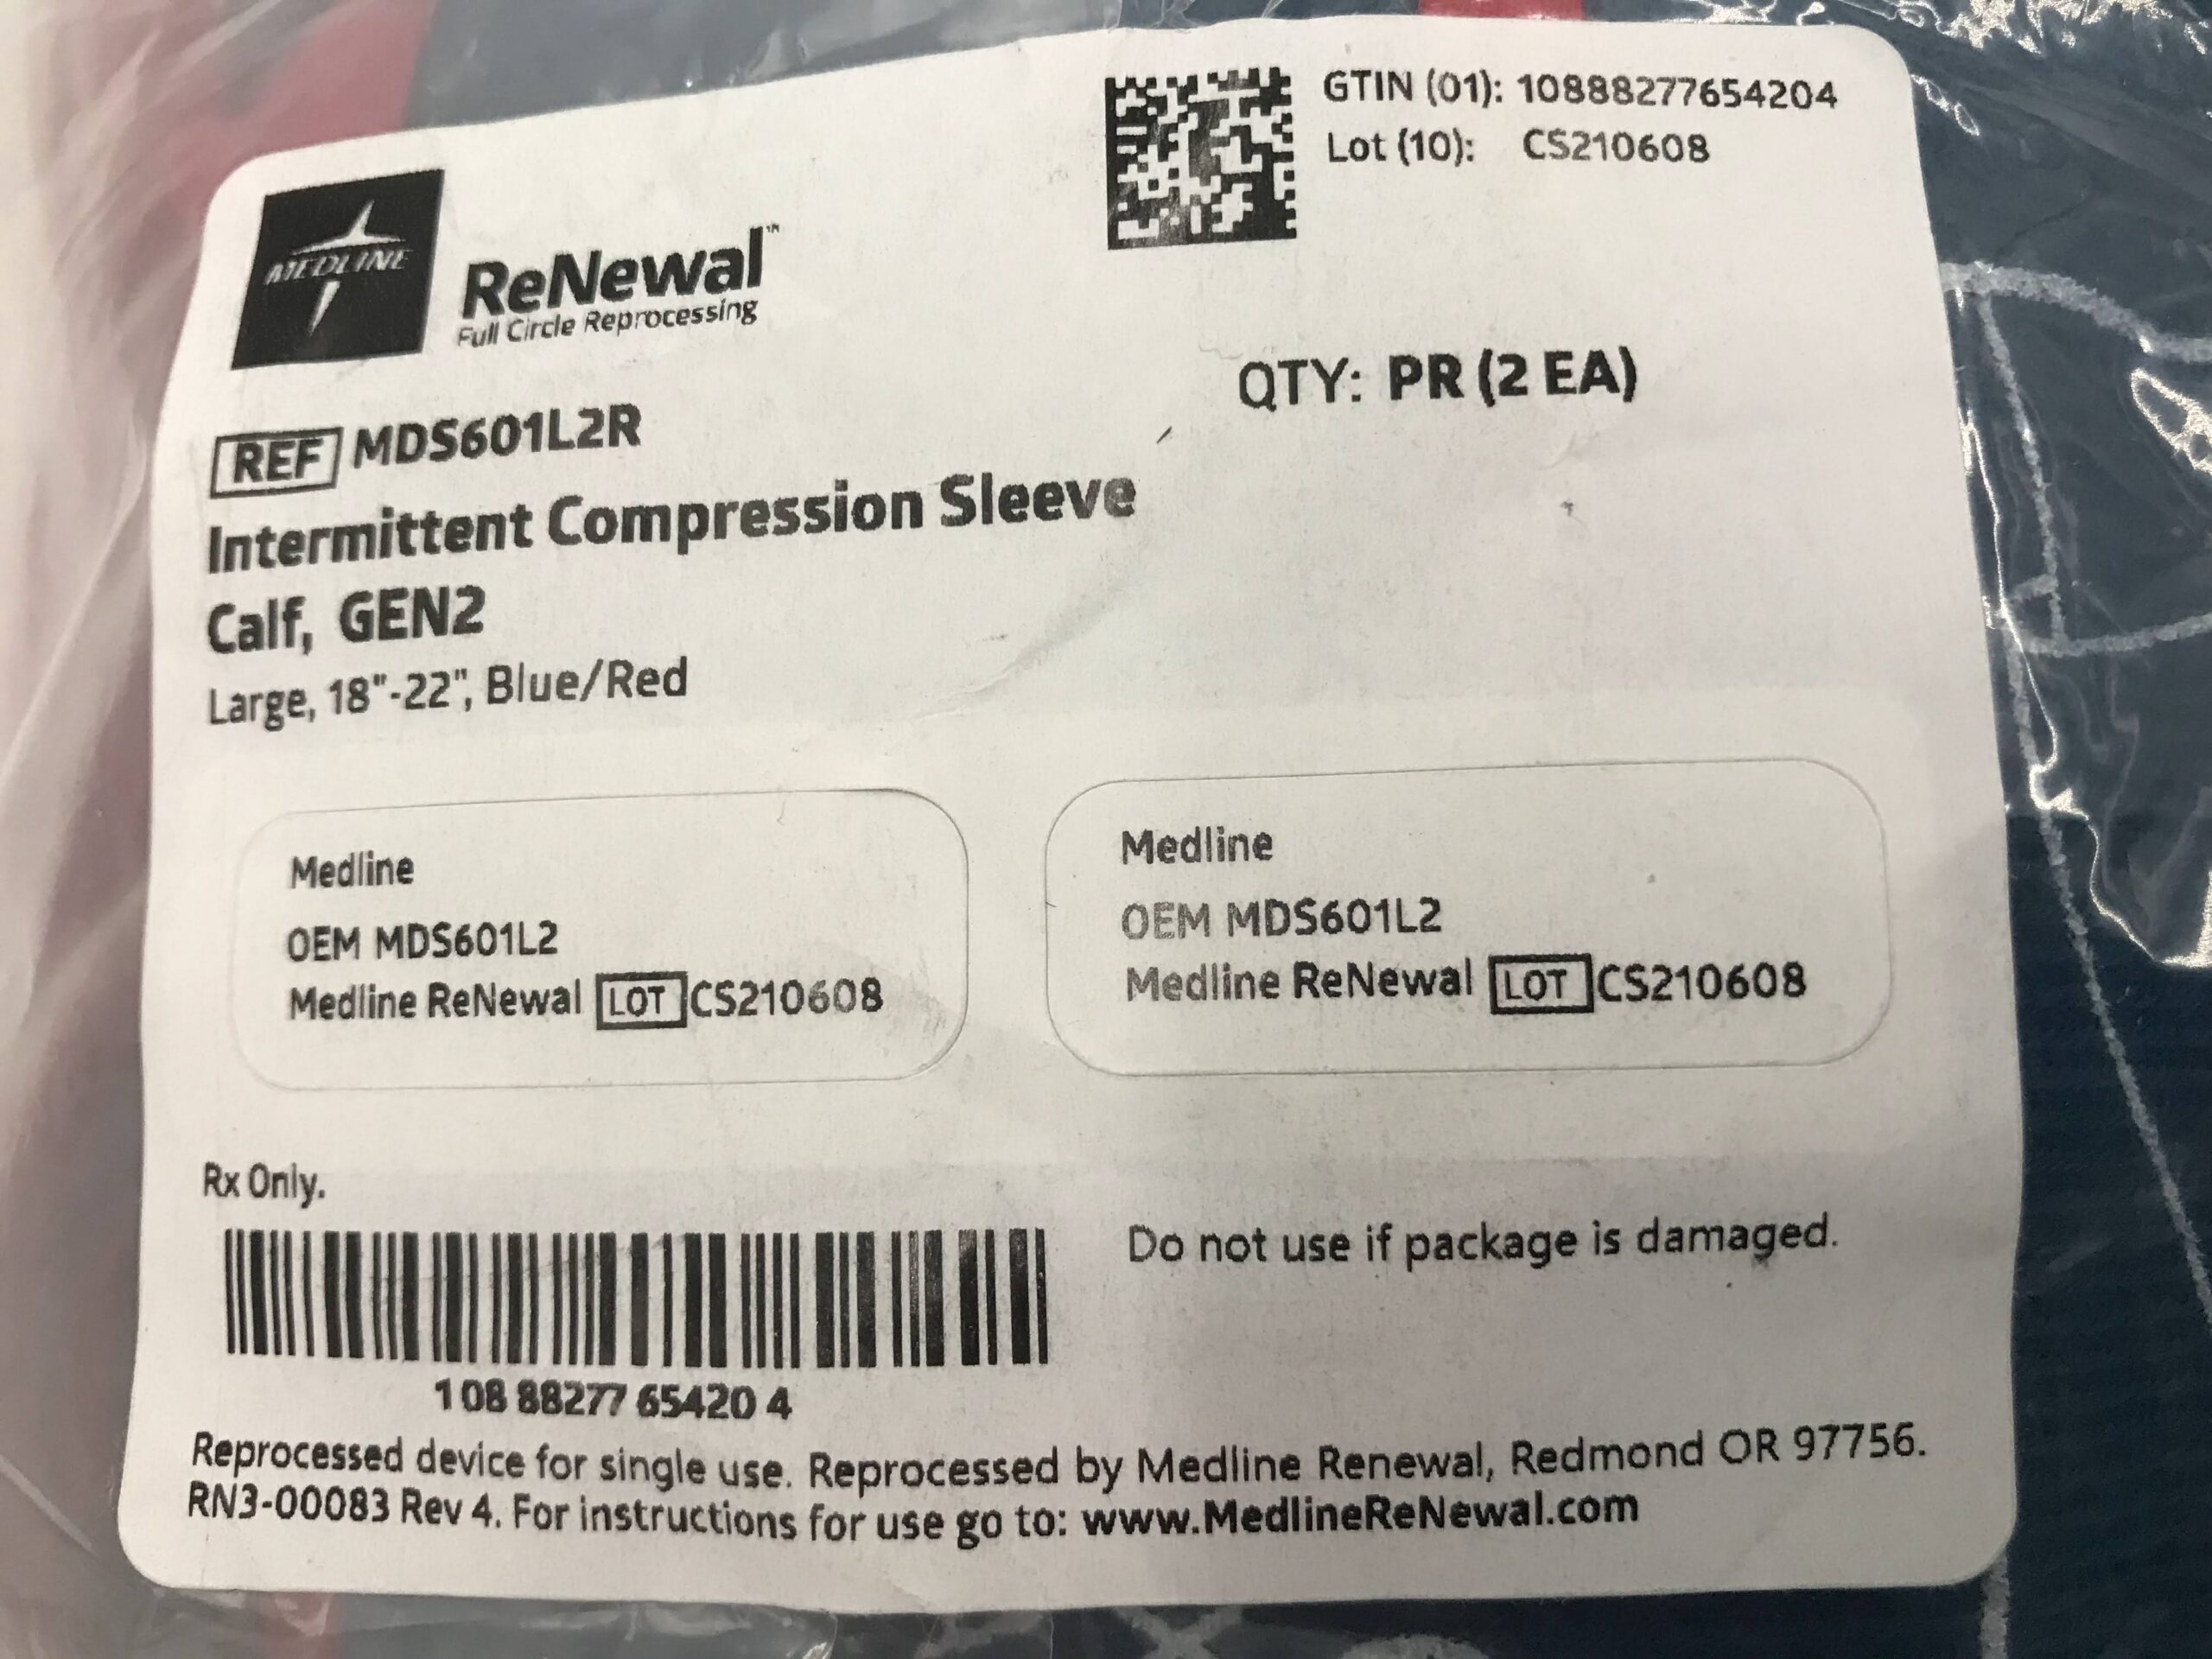 GTIN (01): 10888277654204
Lot (10): CS210608
MEDLINE
ReNewal™
Full Circle Reprocessing
QTY: PR (2 EA)
REF MDS601L2R
Intermittent Compression Sleeve
Calf, GEN2
Large, 18"-22", Blue/Red
Medline
OEM MDS601L2
Medline ReNewal LOT CS210608
Medline
OEM MDS601L2
Medline ReNewal LOT CS210608
Rx Only.
Do not use if package is damaged.
1 08 88277 65420 4
Reprocessed device for single use. Reprocessed by Medline Renewal, Redmond OR 97756.
RN3-00083 Rev 4. For instructions for use go to: www.MedlineReNewal.com